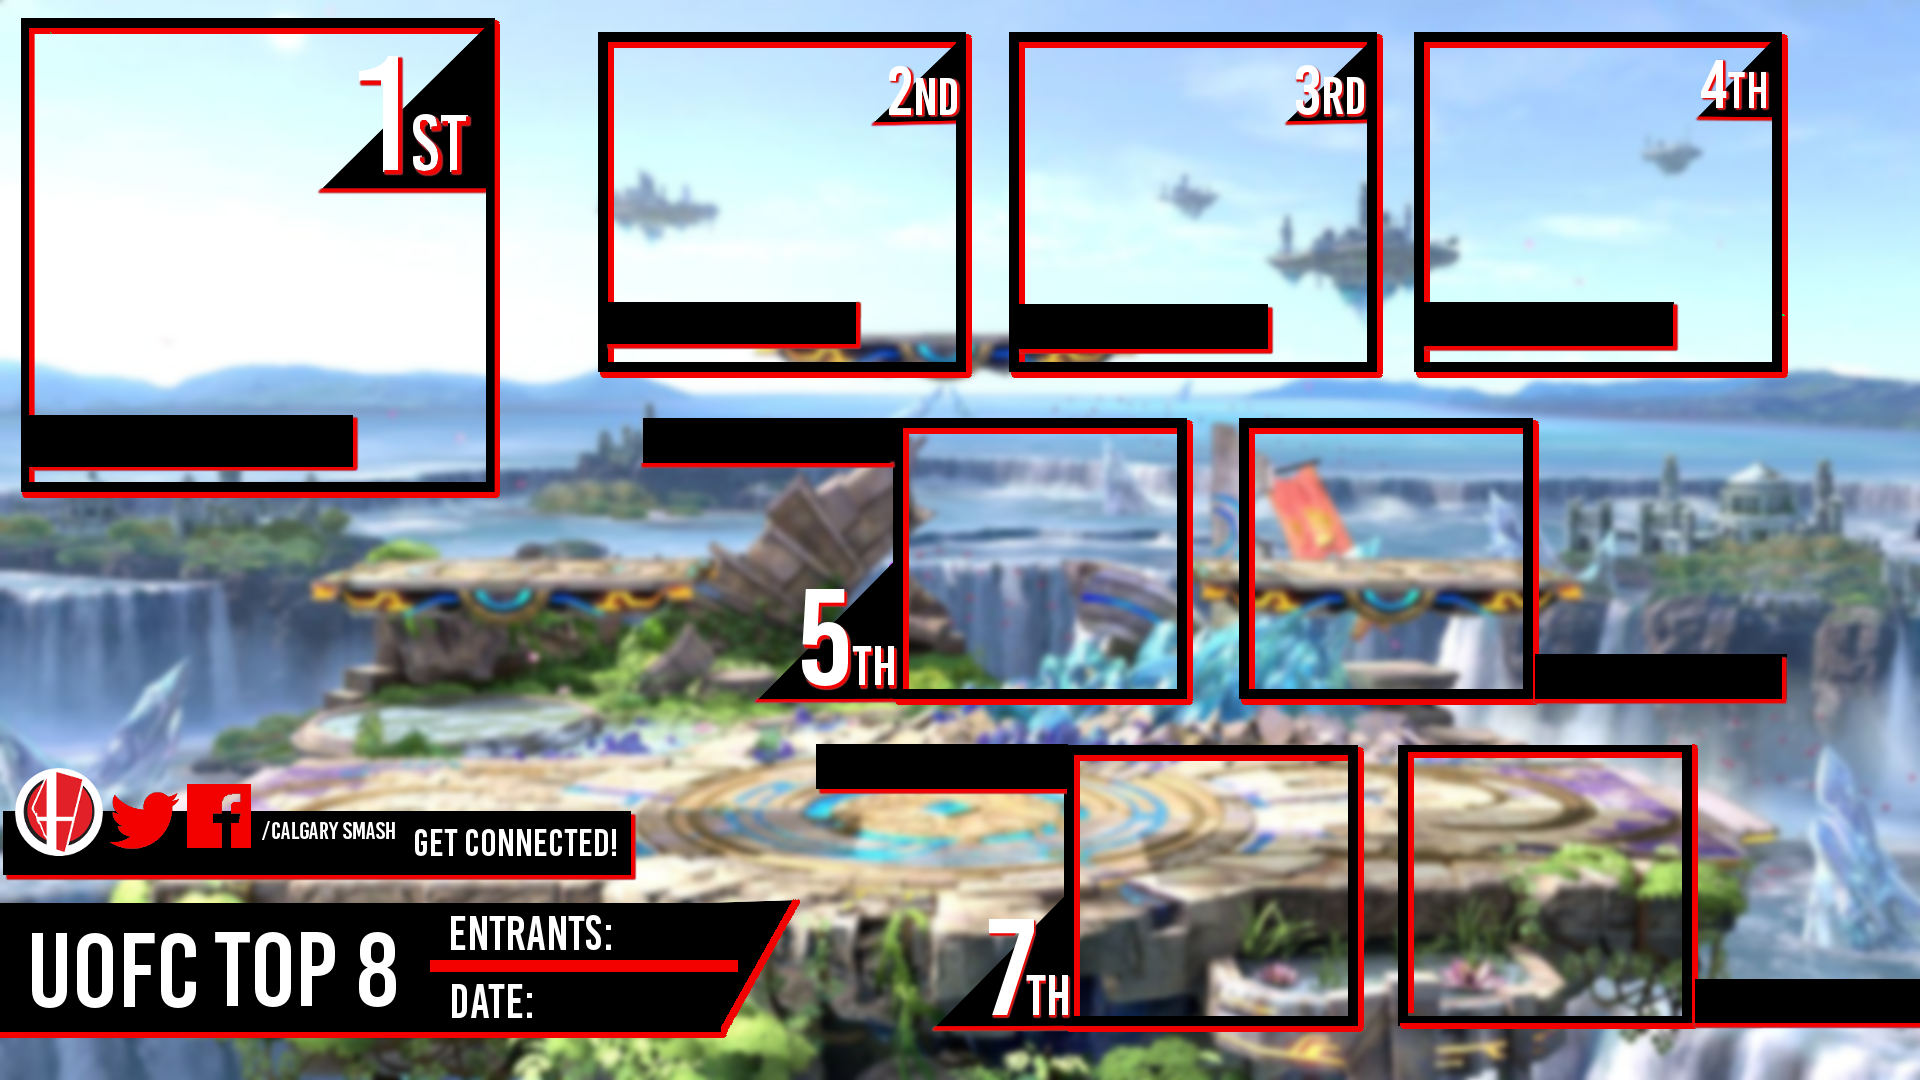 1ST
2ND
3RD
4TH
5TH
7TH
/CALGARY SMASH
GET CONNECTED!
UOFC TOP 8
ENTRANTS:
DATE: